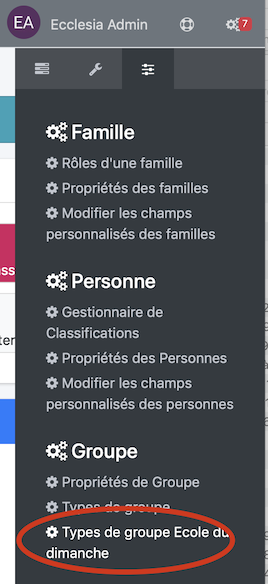 EA Ecclesia Admin 7
Famille
Rôles d'une famille
Propriétés des familles
Modifier les champs
personnalisés des familles
Personne
Gestionnaire de
Classifications
Propriétés des Personnes
Modifier les champs
personnalisés des personnes
Groupe
Propriétés de Groupe
Types de groupe
Types de groupe Ecole du
dimanche